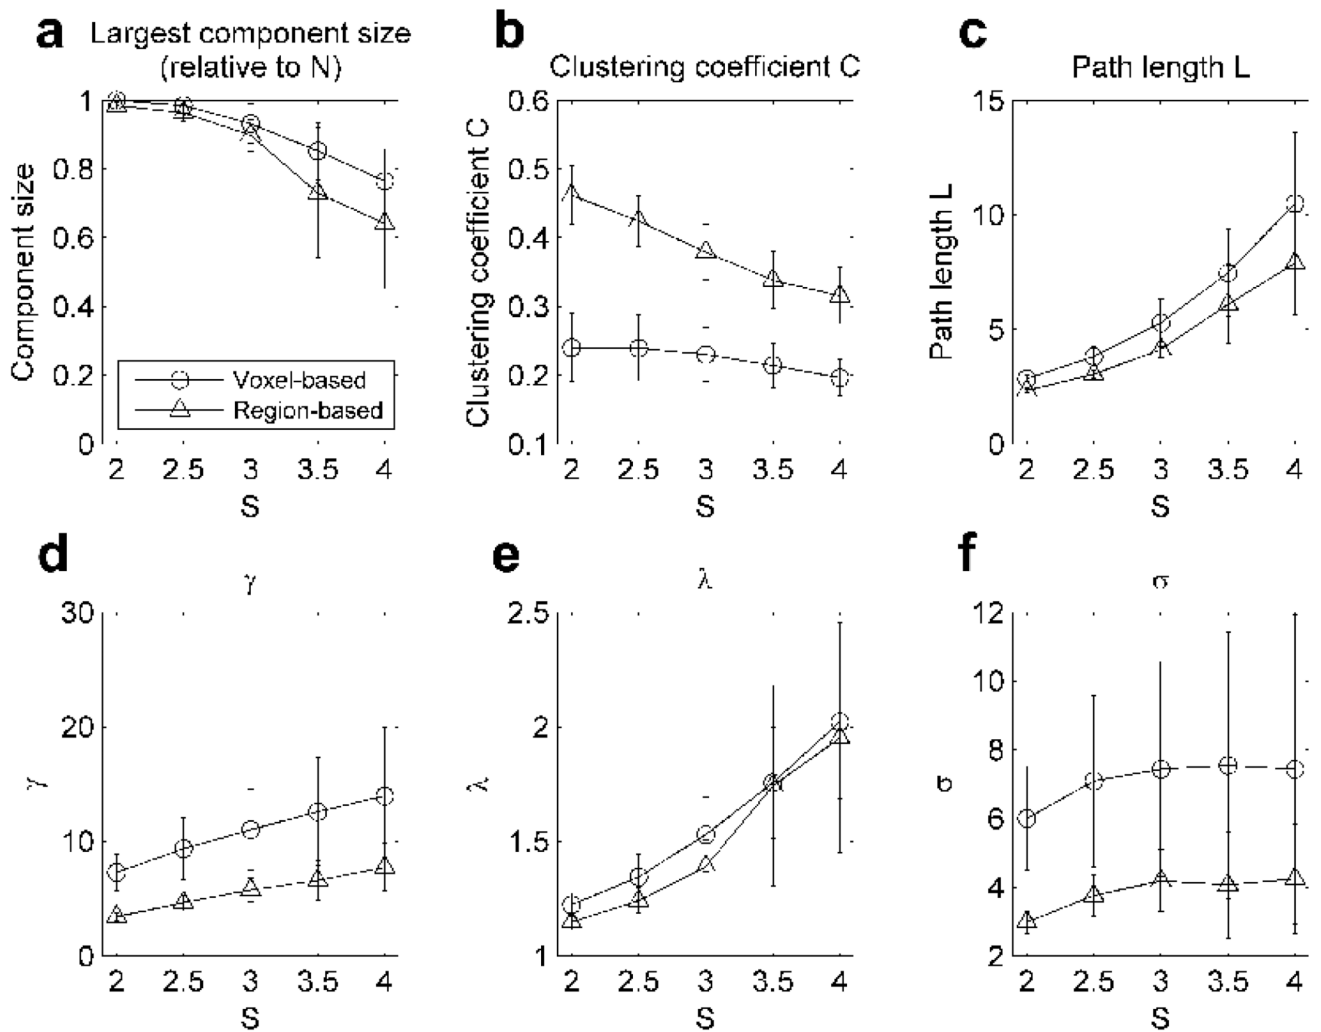 a Largest component size
(relative to N)
Component size
1
0.8
0.6
0.4
0.2
0
Voxel-based
Region-based
2 2.5 3 3.5 4
S
b
Clustering coefficient C
Clustering coefficient C
0.6
0.5
0.4
0.3
0.2
0.1
2 2.5 3 3.5 4
S
c
Path length L
Path length L
15
10
5
0
2 2.5 3 3.5 4
S
d
γ
γ
30
20
10
0
2 2.5 3 3.5 4
S
e
λ
λ
2.5
2
1.5
1
2 2.5 3 3.5 4
S
f
σ
σ
12
10
8
6
4
2
2 2.5 3 3.5 4
S